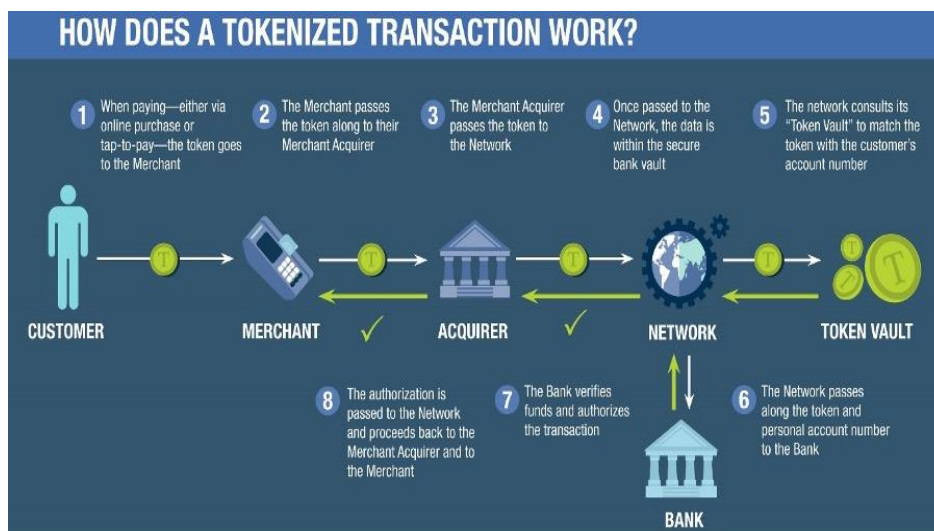 HOW DOES A TOKENIZED TRANSACTION WORK?
1
When paying—either via
online purchase or
tap-to-pay—the token goes
to the Merchant
2
The Merchant passes
the token along to their
Merchant Acquirer
3
The Merchant Acquirer
passes the token to
the Network
4
Once passed to the
Network, the data is
within the secure
bank vault
5
The network consults its
“Token Vault” to match the
token with the customer's
account number
T
T
T
T
T
T
T
CUSTOMER
MERCHANT
ACQUIRER
NETWORK
TOKEN VAULT
8
The authorization is
passed to the Network
and proceeds back to the
Merchant Acquirer and to
the Merchant
7
The Bank verifies
funds and authorizes
the transaction
6
The Network passes
along the token and
personal account number
to the Bank
BANK